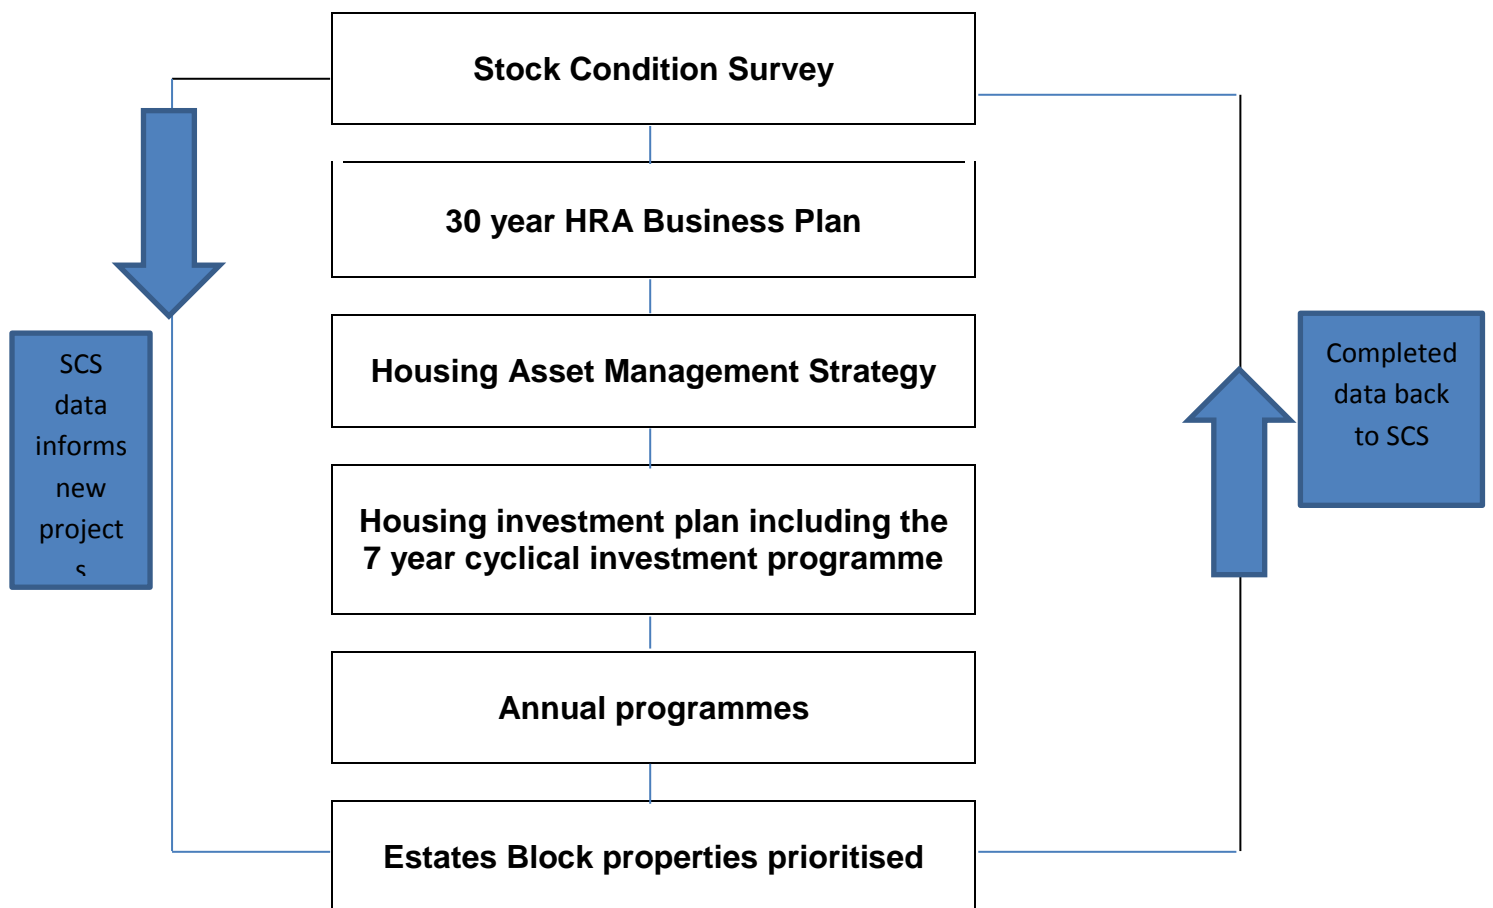 Stock Condition Survey
30 year HRA Business Plan
Housing Asset Management Strategy
Housing investment plan including the
7 year cyclical investment programme
Annual programmes
Estates Block properties prioritised
SCS
data
informs
new
project
s
Completed
data back
to SCS